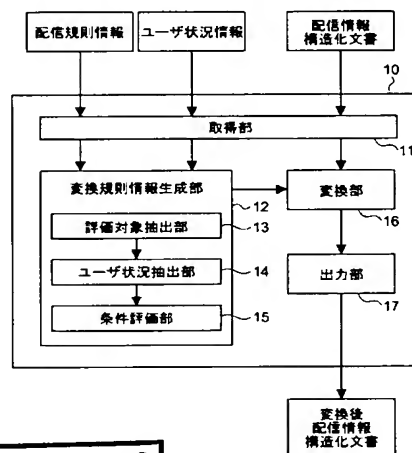 配信規則情報
ユーザ状況情報
配信情報
構造化文書
10
取得部
11
変換規則情報生成部
12
評価対象抽出部
13
ユーザ状況抽出部
14
条件評価部
15
変換部
16
出力部
17
変換後
配信情報
構造化文書